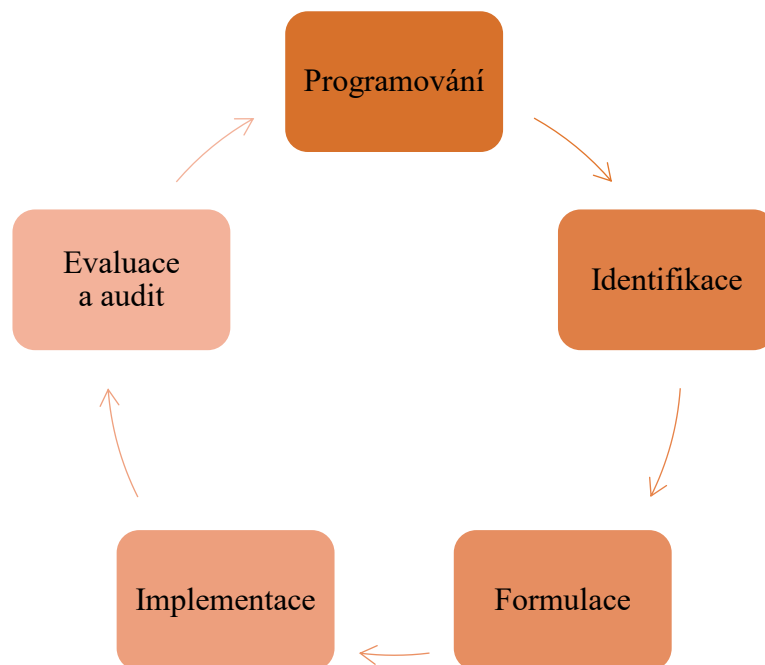 Programování
Identifikace
Formulace
Implementace
Evaluace
a audit